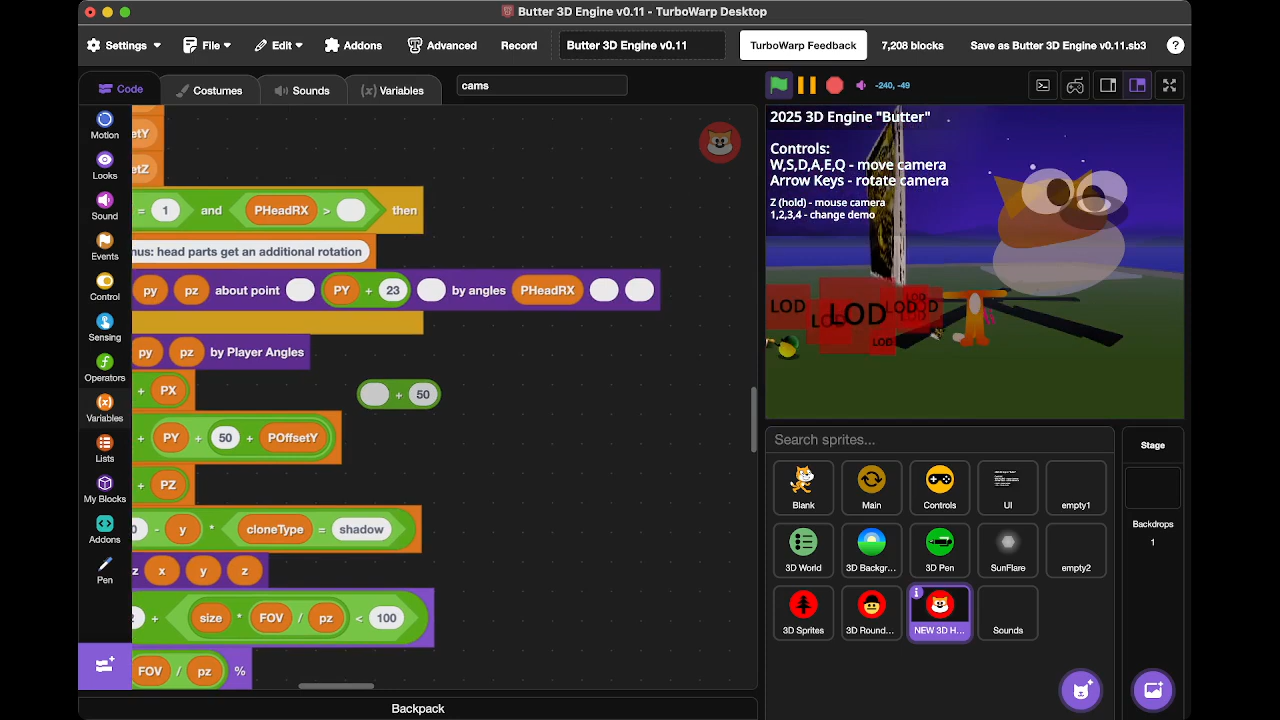 Butter 3D Engine v0.11 - TurboWarp Desktop
Settings File Edit Addons Advanced Record Butter 3D Engine v0.11 TurboWarp Feedback 7,208 blocks Save as Butter 3D Engine v0.11.sb3 ?
Code Costumes Sounds (Variables cams
-240, -49
Motion
Looks
Sound
Events
Control
Sensing
Operators
Variables
Lists
My Blocks
Addons
Pen
etY
etZ
= 1 and PHeadRX > then
nus: head parts get an additional rotation
py pz about point PY + 23 by angles PHeadRX
py pz by Player Angles
+ PX
+ 50
+ PY + 50 + POffsetY
+ PZ
0 - y * cloneType = shadow
z x y z
2 + size * FOV / pz < 100
FOV / pz %
Backpack
2025 3D Engine "Butter"
Controls:
W,S,D,A,E,Q - move camera
Arrow Keys - rotate camera
Z (hold) - mouse camera
1,2,3,4 - change demo
LOD
LOD
LOD
LOD
LOD
Search sprites...
Blank Main Controls UI empty1
3D World 3D Backgr... 3D Pen SunFlare empty2
3D Sprites 3D Round... NEW 3D H... Sounds
Stage
Backdrops
1